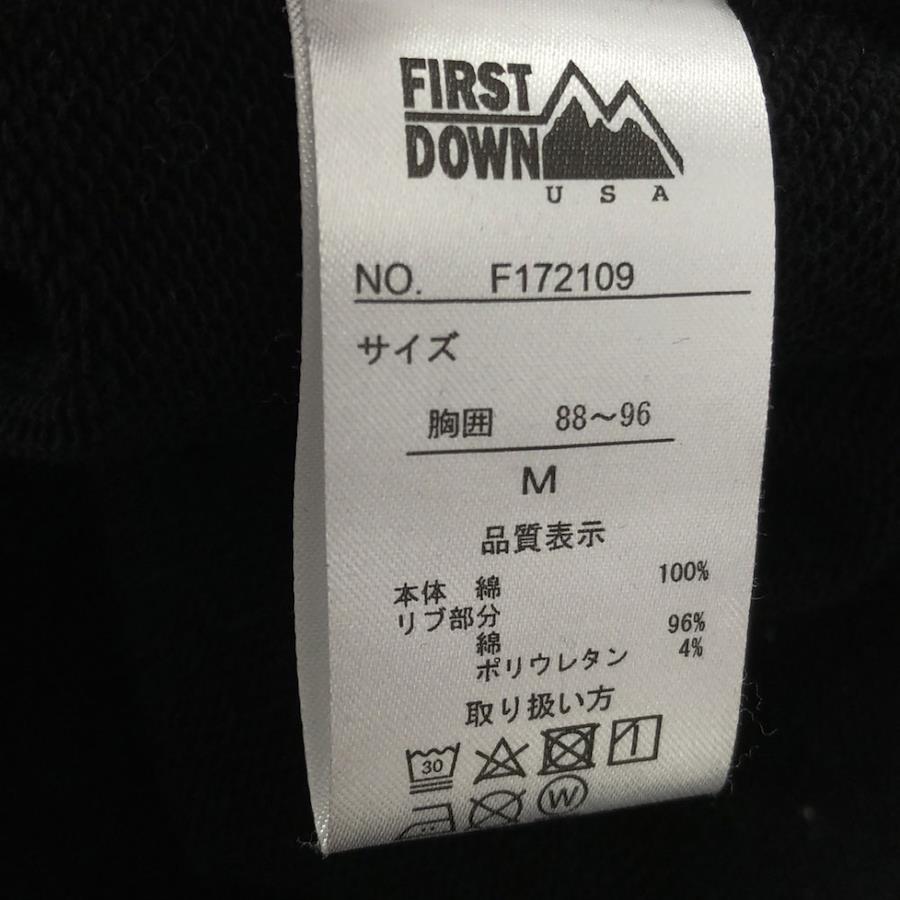 FIRST
DOWN
USA
NO. F172109
サイズ
胸囲 88～96
M
品質表示
本体 綿 100%
リブ部分
綿 96%
ポリウレタン 4%
取り扱い方
30
W